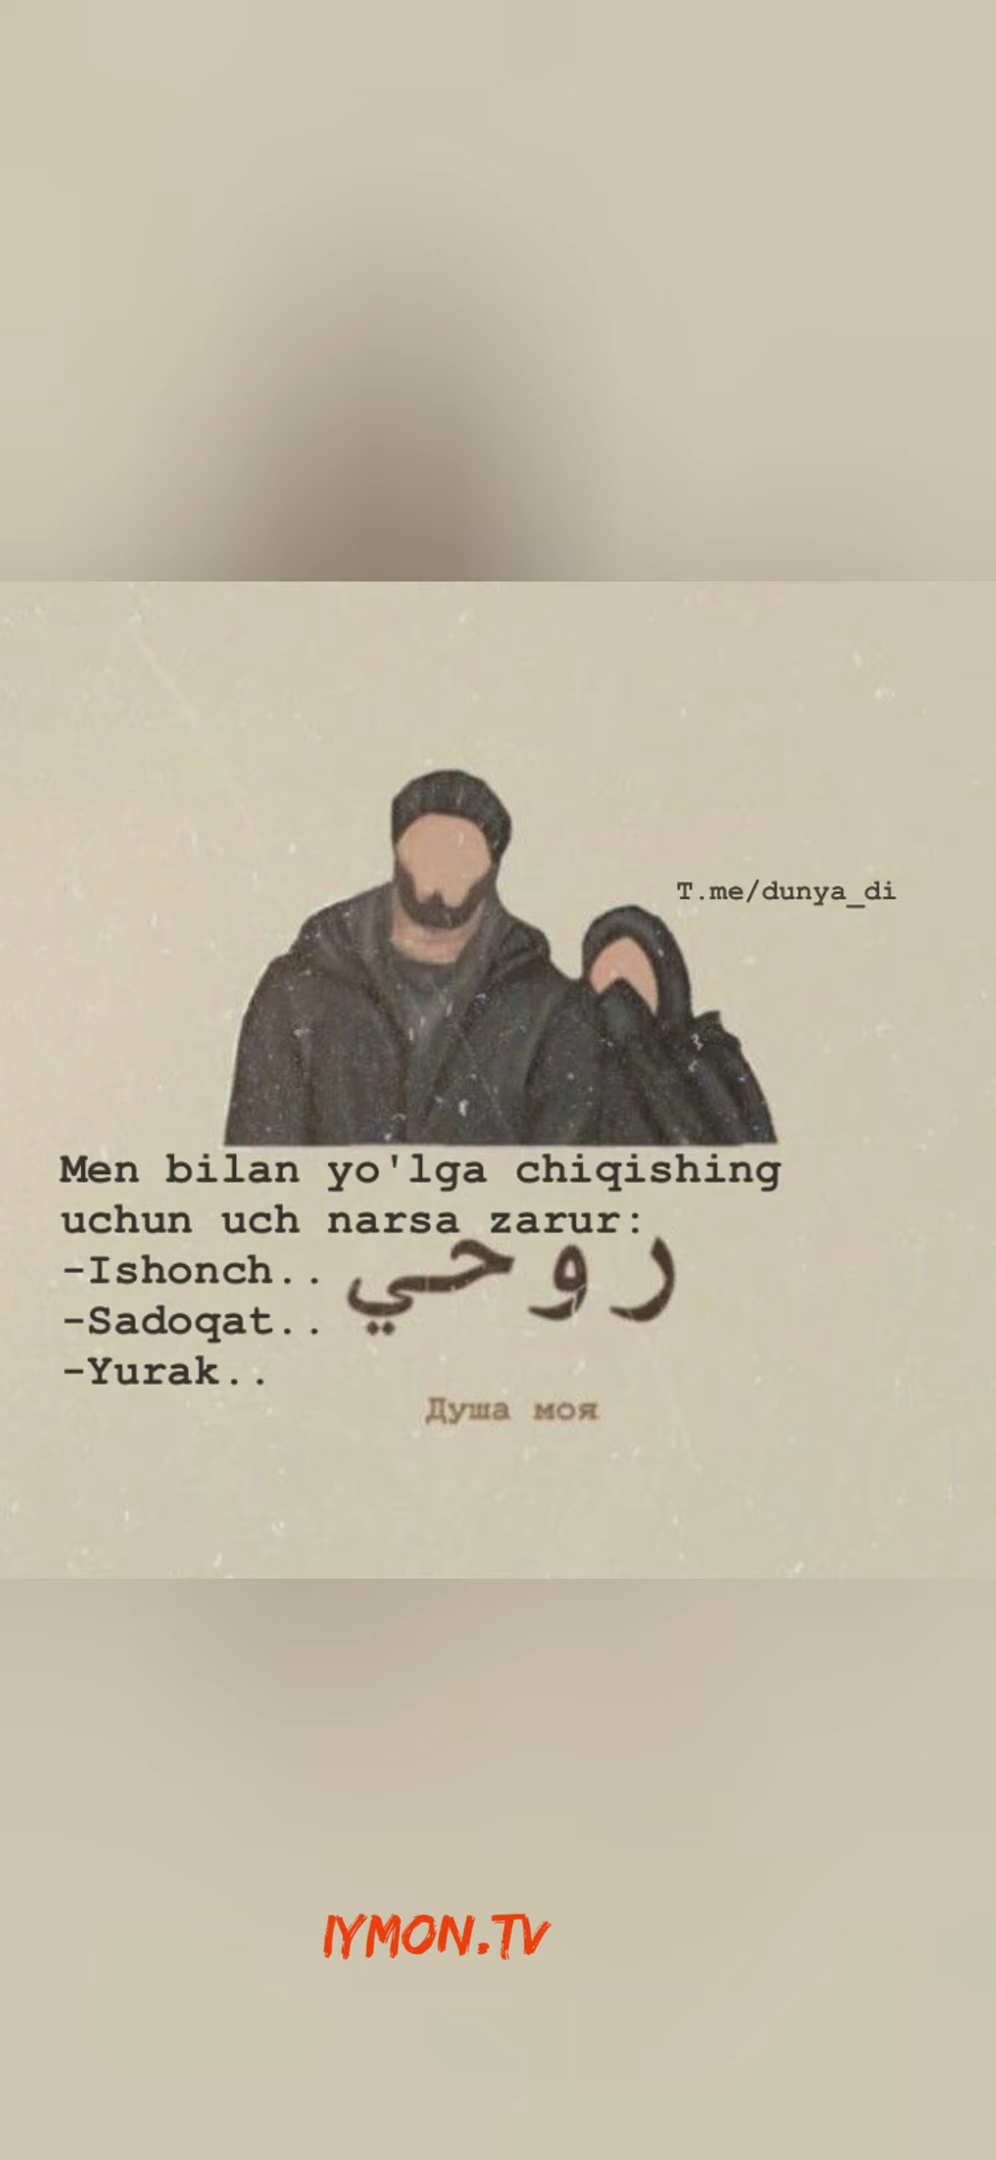 T.me/dunya_di
Men bilan yo'lga chiqishing
uchun uch narsa zarur:
-Ishonch..
روحي
-Sadoqat..
-Yurak..
Душа моя
IYMON.TV